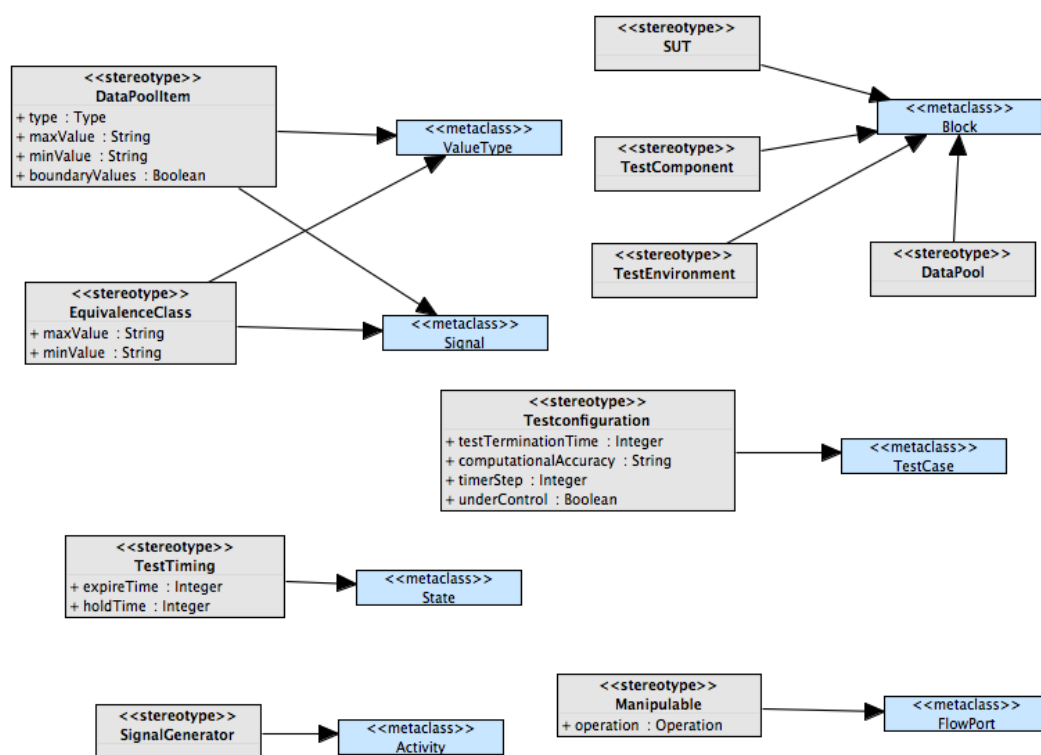 <<stereotype>>
SUT
<<stereotype>>
DataPoolItem
+ type : Type
+ maxValue : String
+ minValue : String
+ boundaryValues : Boolean
<<metaclass>>
ValueType
<<metaclass>>
Block
<<stereotype>>
TestComponent
<<stereotype>>
TestEnvironment
<<stereotype>>
DataPool
<<stereotype>>
EquivalenceClass
+ maxValue : String
+ minValue : String
<<metaclass>>
Signal
<<stereotype>>
Testconfiguration
+ testTerminationTime : Integer
+ computationalAccuracy : String
+ timerStep : Integer
+ underControl : Boolean
<<metaclass>>
TestCase
<<stereotype>>
TestTiming
+ expireTime : Integer
+ holdTime : Integer
<<metaclass>>
State
<<stereotype>>
Manipulable
+ operation : Operation
<<metaclass>>
FlowPort
<<stereotype>>
SignalGenerator
<<metaclass>>
Activity